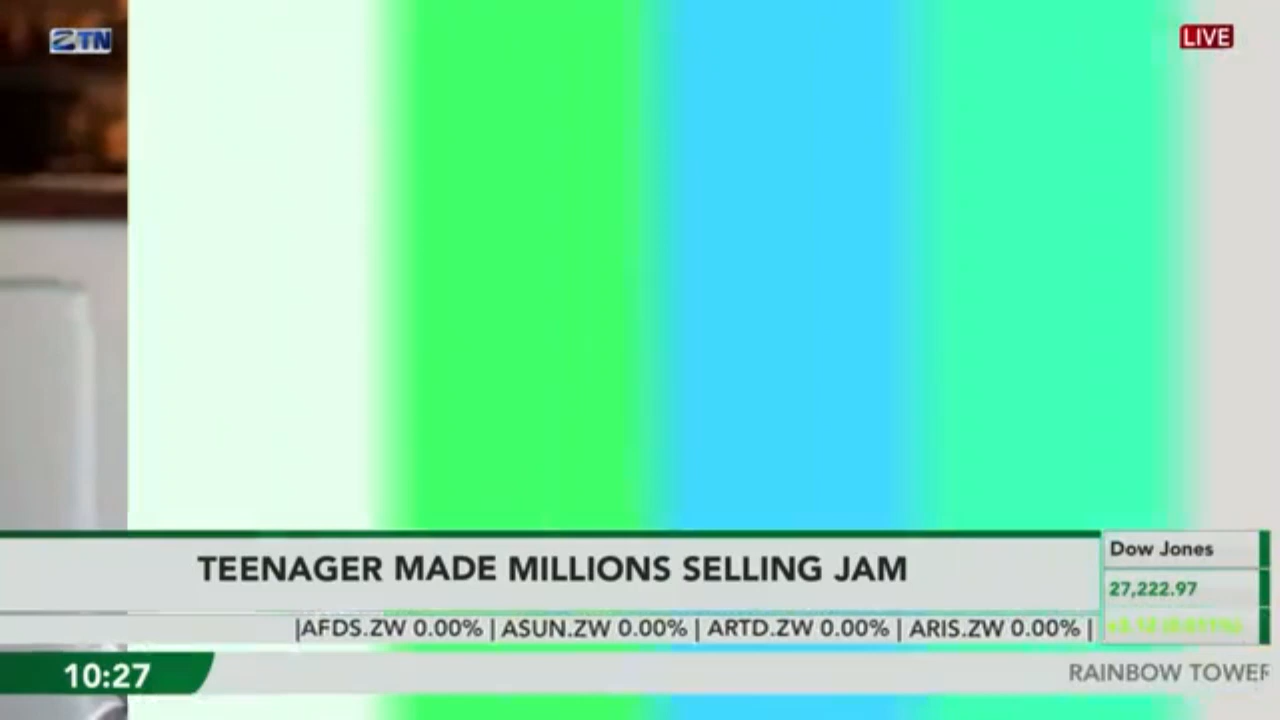 ZTN
LIVE
TEENAGER MADE MILLIONS SELLING JAM
Dow Jones
27,222.97
|AFDS.ZW 0.00% | ASUN.ZW 0.00% | ARTD.ZW 0.00% | ARIS.ZW 0.00% |
10:27
RAINBOW TOWER